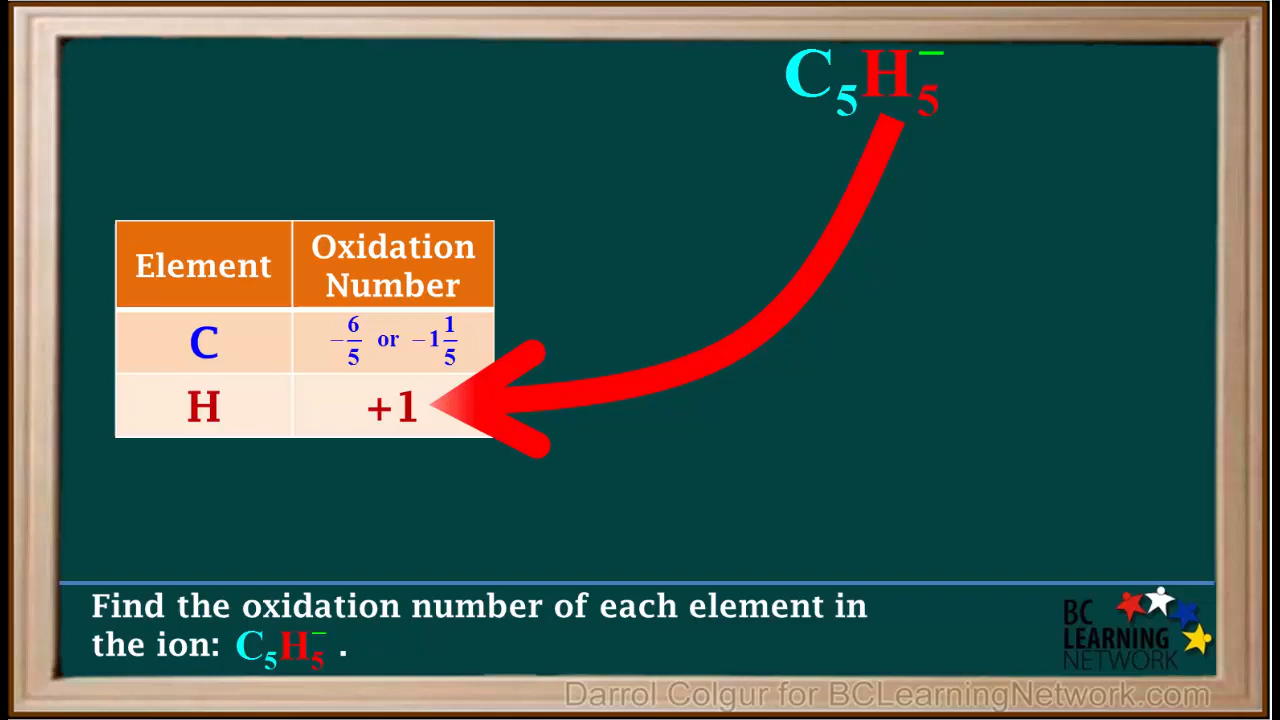 C₅H₅⁻
Element Oxidation Number
C −6/5 or −1 1/5
H +1
Find the oxidation number of each element in
the ion: C₅H₅⁻ .
BC
LEARNING
NETWORK
Darrol Colgur for BCLearningNetwork.com